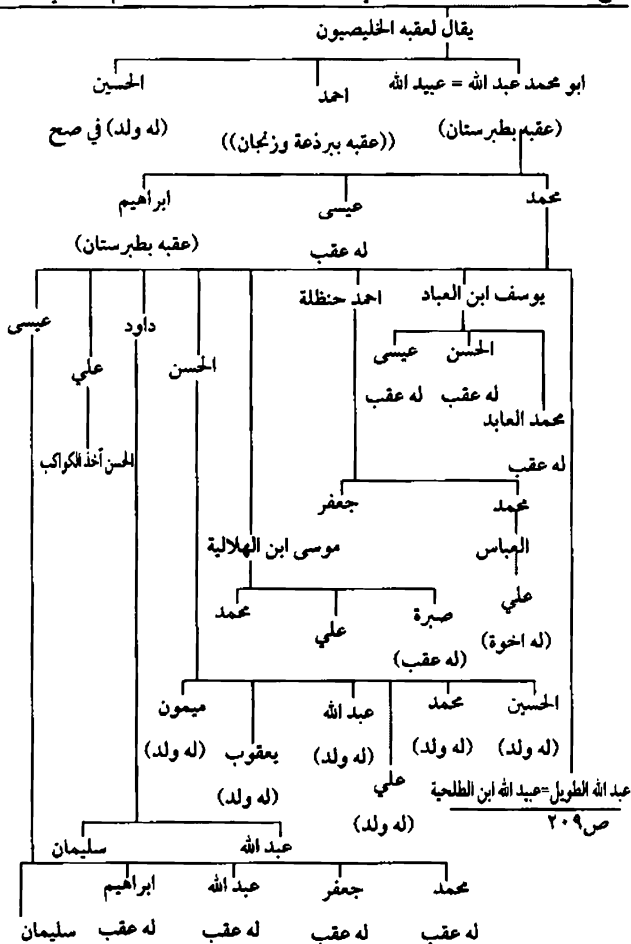 يقال لعقبه الخليصيون
ابو محمد عبد الله = عبيد الله
احمد
الحسين
(عقبه بطبرستان)
((عقبه ببرذعة وزنجان))
(له ولد) في صح
محمد
عيسى
ابراهيم
له عقب
(عقبه بطبرستان)
يوسف ابن العباد
احمد حنظلة
الحسن
داود
علي
عيسى
الحسن
عيسى
محمد العابد
له عقب
له عقب
له عقب
الحسن آخذ الكواكب
محمد
جعفر
العباس
علي
(له اخوة)
موسى ابن الهلالية
صبرة
علي
محمد
(له عقب)
الحسين
محمد
علي
عبد الله
يعقوب
ميمون
(له ولد)
(له ولد)
(له ولد)
(له ولد)
(له ولد)
(له ولد)
عبد الله الطويل=عبيد الله ابن الطلحية
ص٢٠٩
عبد الله
سليمان
محمد
جعفر
عبد الله
ابراهيم
سليمان
له عقب
له عقب
له عقب
له عقب